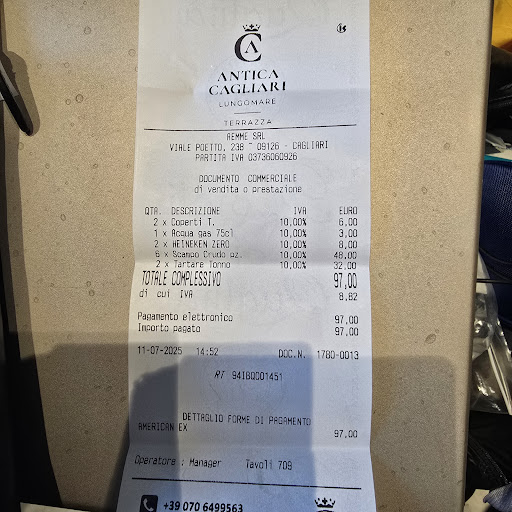 CA
ANTICA
CAGLIARI
LUNGOMARE
TERRAZZA
AEMME SRL
VIALE POETTO, 238 - 09126 - CAGLIARI
PARTITA IVA 03736060926
DOCUMENTO COMMERCIALE
di vendita o prestazione
QTA. DESCRIZIONE IVA EURO
2 x Coperti T. 10,00% 6,00
1 x Acqua gas 75cl 10,00% 3,00
2 x HEINEKEN ZERO 10,00% 8,00
6 x Scampo Crudo pz. 10,00% 48,00
2 x Tartare Tonno 10,00% 32,00
TOTALE COMPLESSIVO 97,00
di cui IVA 8,82
Pagamento elettronico 97,00
Importo pagato 97,00
11-07-2025 14:52 DOC.N. 1780-0013
RT 94IB0001451
DETTAGLIO FORME DI PAGAMENTO
AMERICAN EX 97,00
Operatore : Manager Tavoli 709
+39 070 6499563